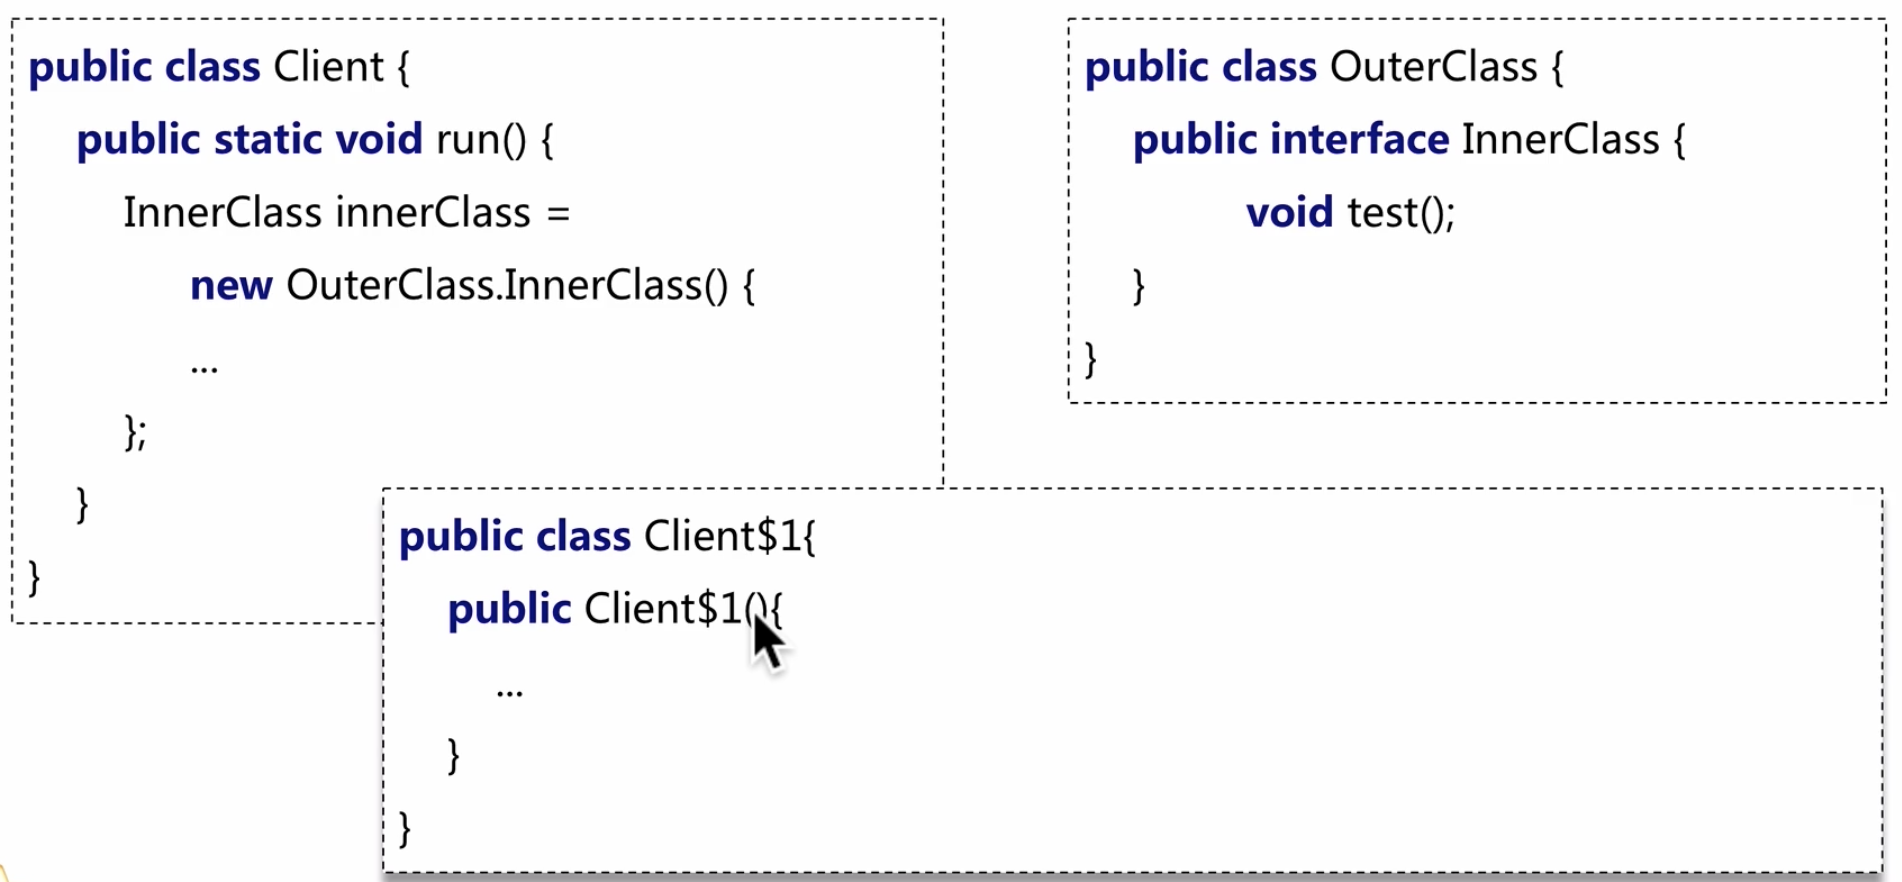 public class Client {
public static void run() {
InnerClass innerClass =
new OuterClass.InnerClass() {
...
};
}
}
public class OuterClass {
public interface InnerClass {
void test();
}
}
public class Client$1{
public Client$1(){
...
}
}